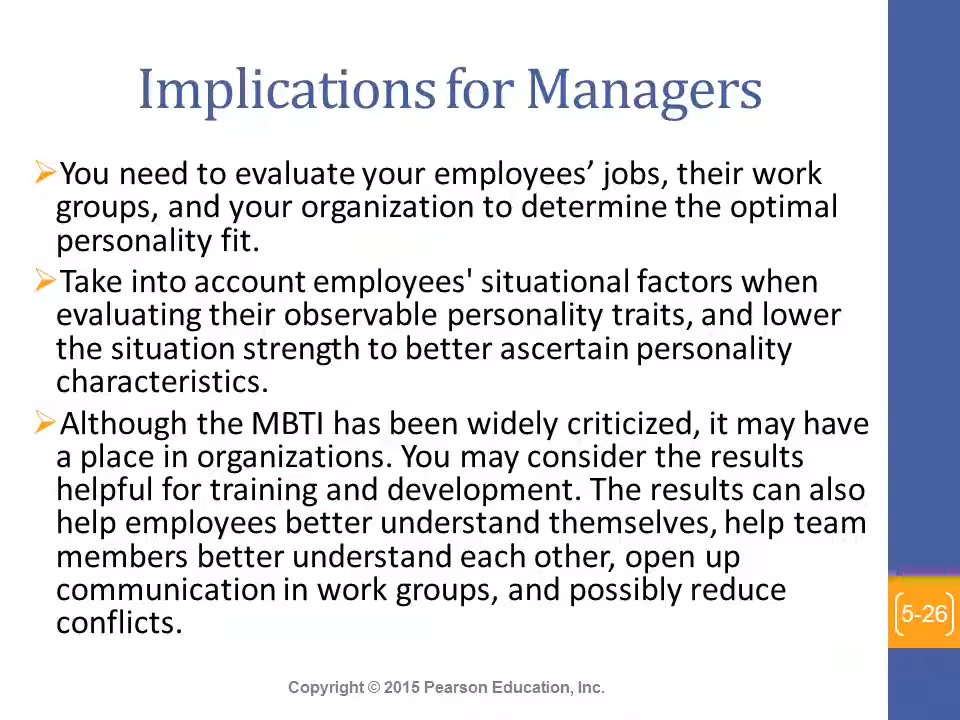 Implications for Managers
➢You need to evaluate your employees’ jobs, their work
groups, and your organization to determine the optimal
personality fit.
➢Take into account employees' situational factors when
evaluating their observable personality traits, and lower
the situation strength to better ascertain personality
characteristics.
➢Although the MBTI has been widely criticized, it may have
a place in organizations. You may consider the results
helpful for training and development. The results can also
help employees better understand themselves, help team
members better understand each other, open up
communication in work groups, and possibly reduce
conflicts.
5-26
Copyright © 2015 Pearson Education, Inc.